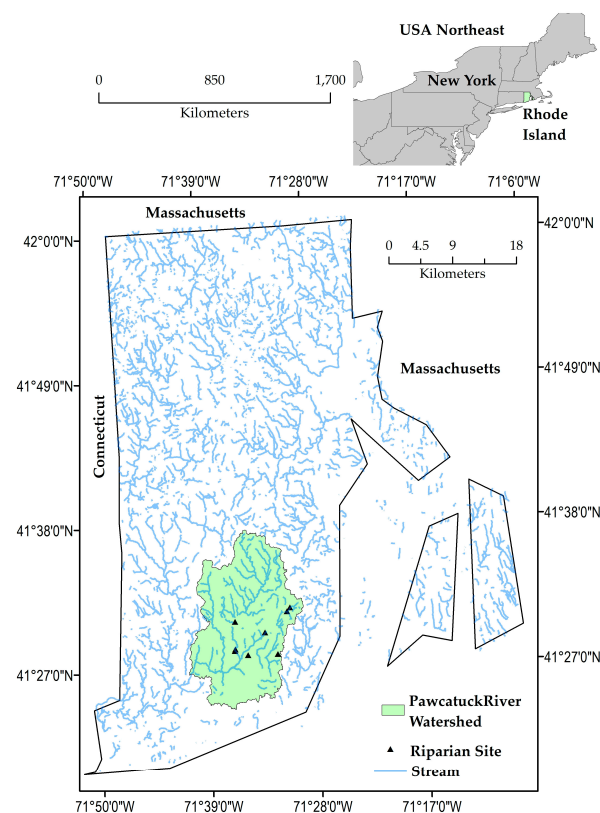 USA Northeast
0 850 1,700
Kilometers
New York
Rhode
Island
71°50'0"W 71°39'0"W 71°28'0"W 71°17'0"W 71°6'0"W
Massachusetts
42°0'0"N
42°0'0"N
0 4.5 9 18
Kilometers
Massachusetts
41°49'0"N
41°49'0"N
Connecticut
41°38'0"N
41°38'0"N
41°27'0"N
41°27'0"N
PawcatuckRiver
Watershed
Riparian Site
Stream
71°50'0"W 71°39'0"W 71°28'0"W 71°17'0"W